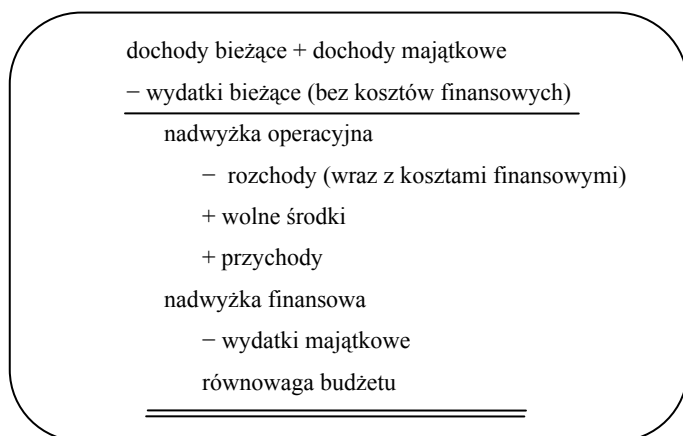 dochody bieżące + dochody majątkowe
− wydatki bieżące (bez kosztów finansowych)
nadwyżka operacyjna
− rozchody (wraz z kosztami finansowymi)
+ wolne środki
+ przychody
nadwyżka finansowa
− wydatki majątkowe
równowaga budżetu